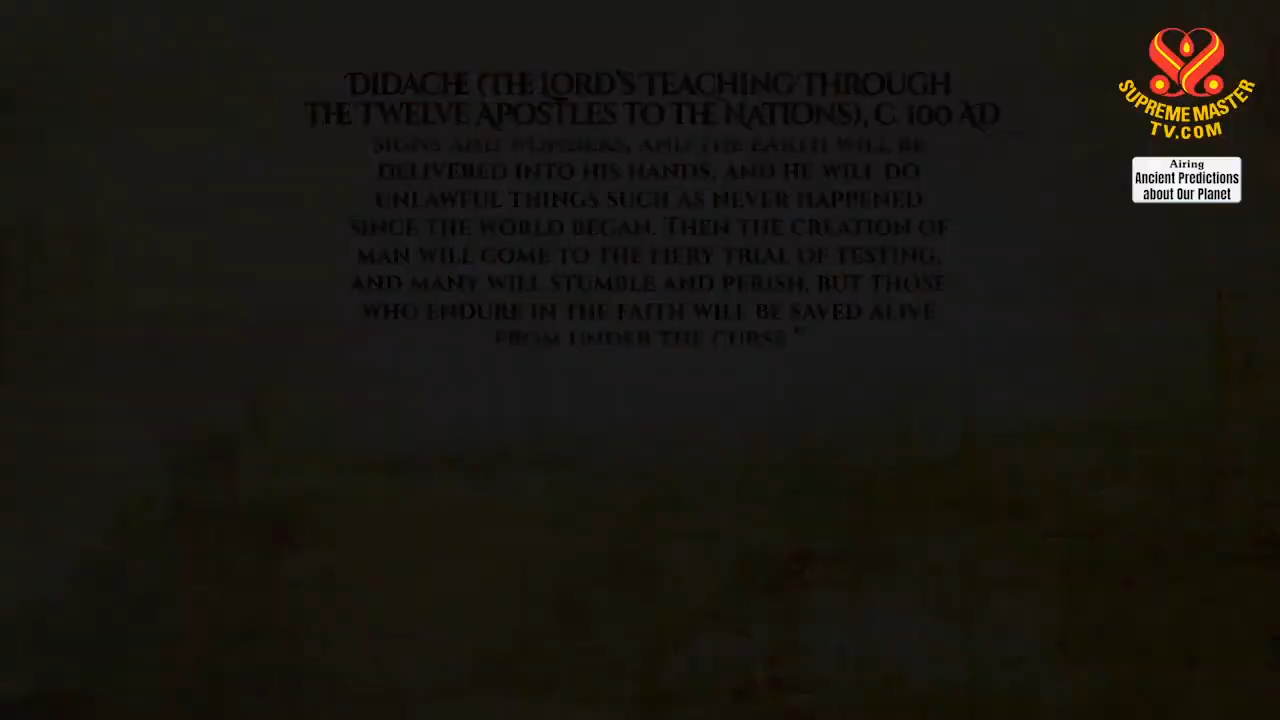 DIDACHE (THE LORD'S TEACHING THROUGH
THE TWELVE APOSTLES TO THE NATIONS), C. 100 AD
SIGNS AND WONDERS, AND THE EARTH WILL BE
DELIVERED INTO HIS HANDS, AND HE WILL DO
UNLAWFUL THINGS SUCH AS NEVER HAPPENED
SINCE THE WORLD BEGAN. THEN THE CREATION OF
MAN WILL COME TO THE FIERY TRIAL OF TESTING,
AND MANY WILL STUMBLE AND PERISH, BUT THOSE
WHO ENDURE IN THE FAITH WILL BE SAVED ALIVE
FROM UNDER THE CURSE."
SUPREME MASTER
TV.COM
Airing
Ancient Predictions
about Our Planet